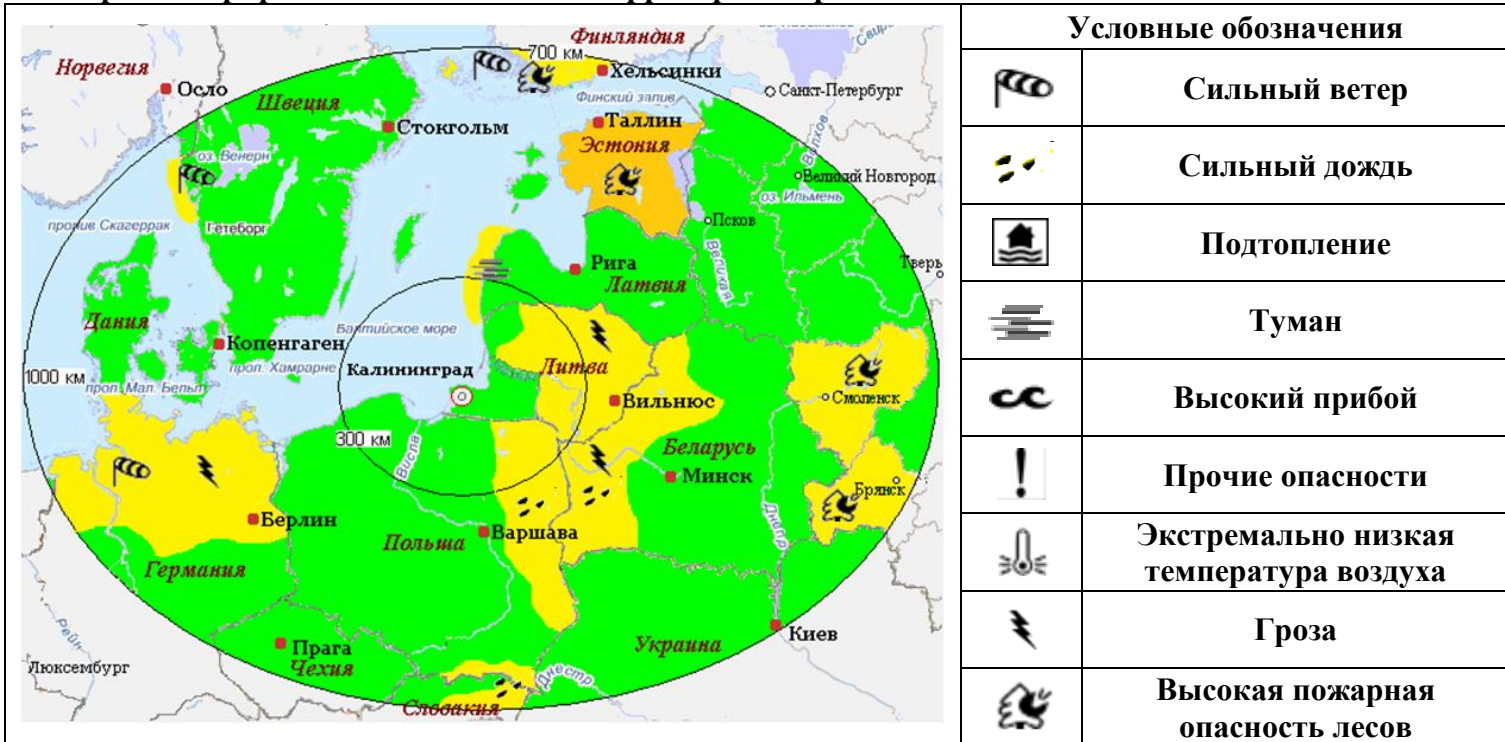 Финляндия
700 км
Норвегия
Хельсинки
Осло
Санкт-Петербург
Швеция
Финский залив
Стокгольм
Таллин
Эстония
Волхов
оз. Венерн
Великий Новгород
оз. Ильмень
Псков
пролив Скагеррак
Гетеборг
Великая
Рига
Тверь
Латвия
Дания
Балтийское море
Копенгаген
Калининград
Литва
прол. Хамрарне
1000 км
прол. Мал. Бельт
Вильнюс
Смоленск
300 км
Висла
Беларусь
Минск
Брянск
Берлин
Варшава
Днепр
Польша
Германия
Рейн
Киев
Украина
Прага
Чехия
Люксембург
Днестр
Словакия
Условные обозначения
Сильный ветер
Сильный дождь
Подтопление
Туман
Высокий прибой
Прочие опасности
Экстремально низкая
температура воздуха
Гроза
Высокая пожарная
опасность лесов